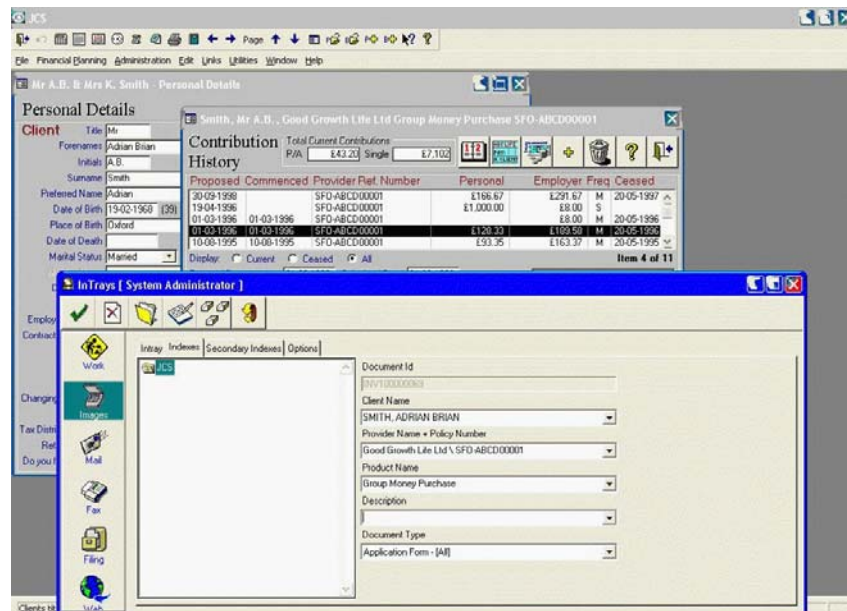 JCS
Page
File Financial Planning Administration Edit Links Utilities Window Help
Mr A.B. & Mrs K. Smith - Personal Details
Personal Details
Client Title Mr
Forenames Adrian Brian
Initials A.B.
Surname Smith
Preferred Name Adrian
Date of Birth 19-02-1968 (39)
Place of Birth Oxford
Date of Death
Marital Status Married
Employ
Contract
Changing
Tax Distri
Ref
Do you
Smith, Mr A.B. , Good Growth Life Ltd Group Money Purchase SFO-ABCD00001
Contribution History
Total Current Contributions
P/A £43.20 Single £7,102
Proposed Commenced Provider Ref. Number Personal Employer Freq Ceased
30-09-1998 SFO-ABCD00001 £166.67 £291.67 M 20-05-1997
19-04-1996 SFO-ABCD00001 £1,000.00 £8.00 S
01-03-1996 01-03-1996 SFO-ABCD00001 £8.00 M 20-05-1996
01-03-1996 01-03-1996 SFO-ABCD00001 £120.33 £189.58 M 20-05-1996
10-08-1995 10-08-1995 SFO-ABCD00001 £93.35 £163.37 M 20-05-1995
Display: Current Ceased All Item 4 of 11
InTrays [ System Administrator ]
Work
Images
Mail
Fax
Filing
Web
Intray Indexes Secondary Indexes Options
JCS
Document Id
INV100000069
Client Name
SMITH, ADRIAN BRIAN
Provider Name + Policy Number
Good Growth Life Ltd \ SFO-ABCD00001
Product Name
Group Money Purchase
Description
Document Type
Application Form - [All]